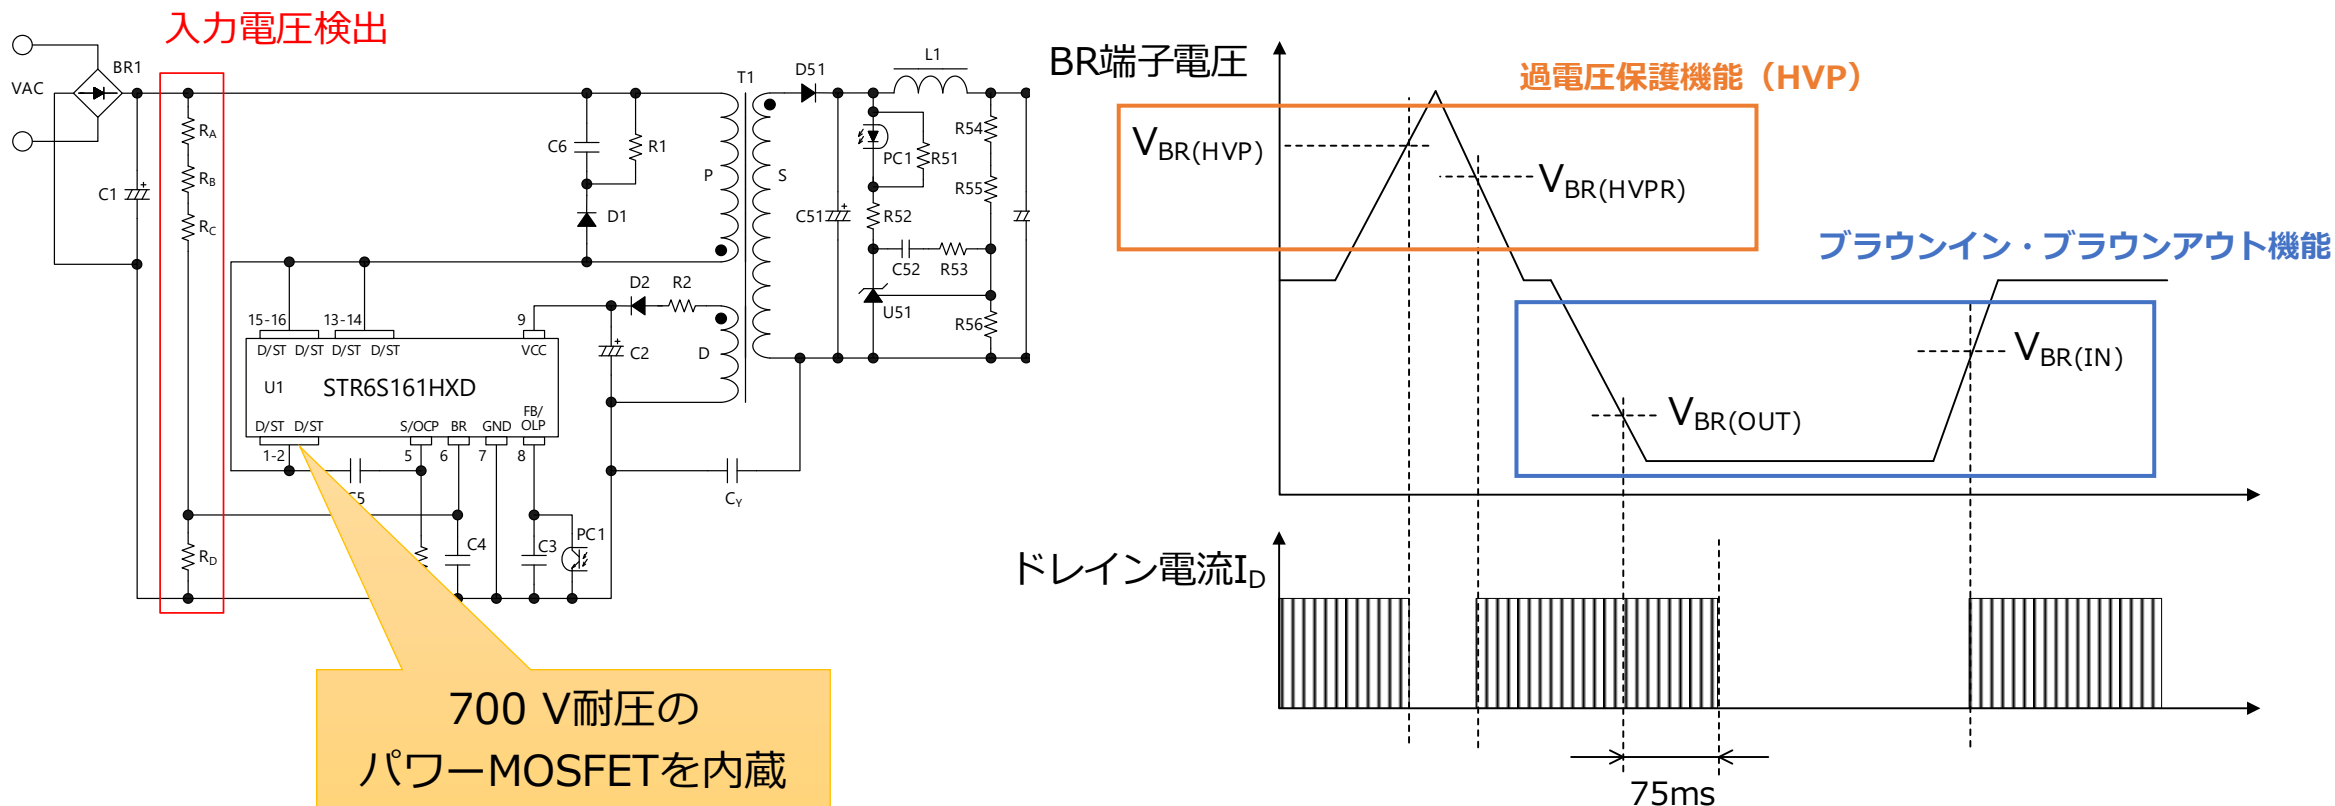 入力電圧検出
VAC
BR1
C1
RA
RB
RC
RD
C6
R1
D1
T1
P
S
D51
L1
PC1
R51
R54
R55
C51
R52
C52
R53
U51
R56
D2
R2
C2
D
15-16
13-14
9
D/ST
D/ST
D/ST
D/ST
VCC
U1
STR6S161HXD
D/ST
D/ST
S/OCP
BR
GND
FB/
OLP
1-2
5
6
7
8
C5
C4
C3
PC1
CY
700 V耐圧の
パワーMOSFETを内蔵
BR端子電圧
過電圧保護機能（HVP）
VBR(HVP)
VBR(HVPR)
ブラウンイン・ブラウンアウト機能
VBR(IN)
VBR(OUT)
ドレイン電流ID
75ms